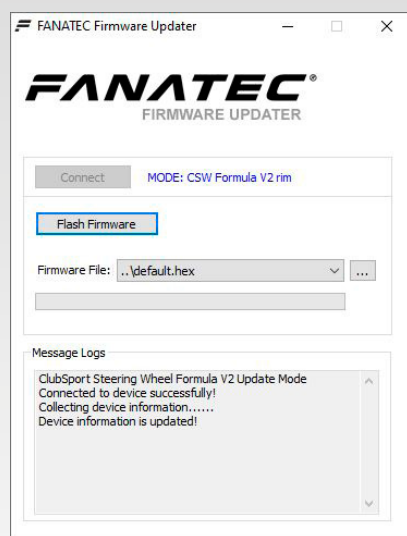 FANATEC Firmware Updater
FANATEC®
FIRMWARE UPDATER
Connect MODE: CSW Formula V2 rim
Flash Firmware
Firmware File: ..\default.hex ...
Message Logs
ClubSport Steering Wheel Formula V2 Update Mode
Connected to device successfully!
Collecting device information......
Device information is updated!